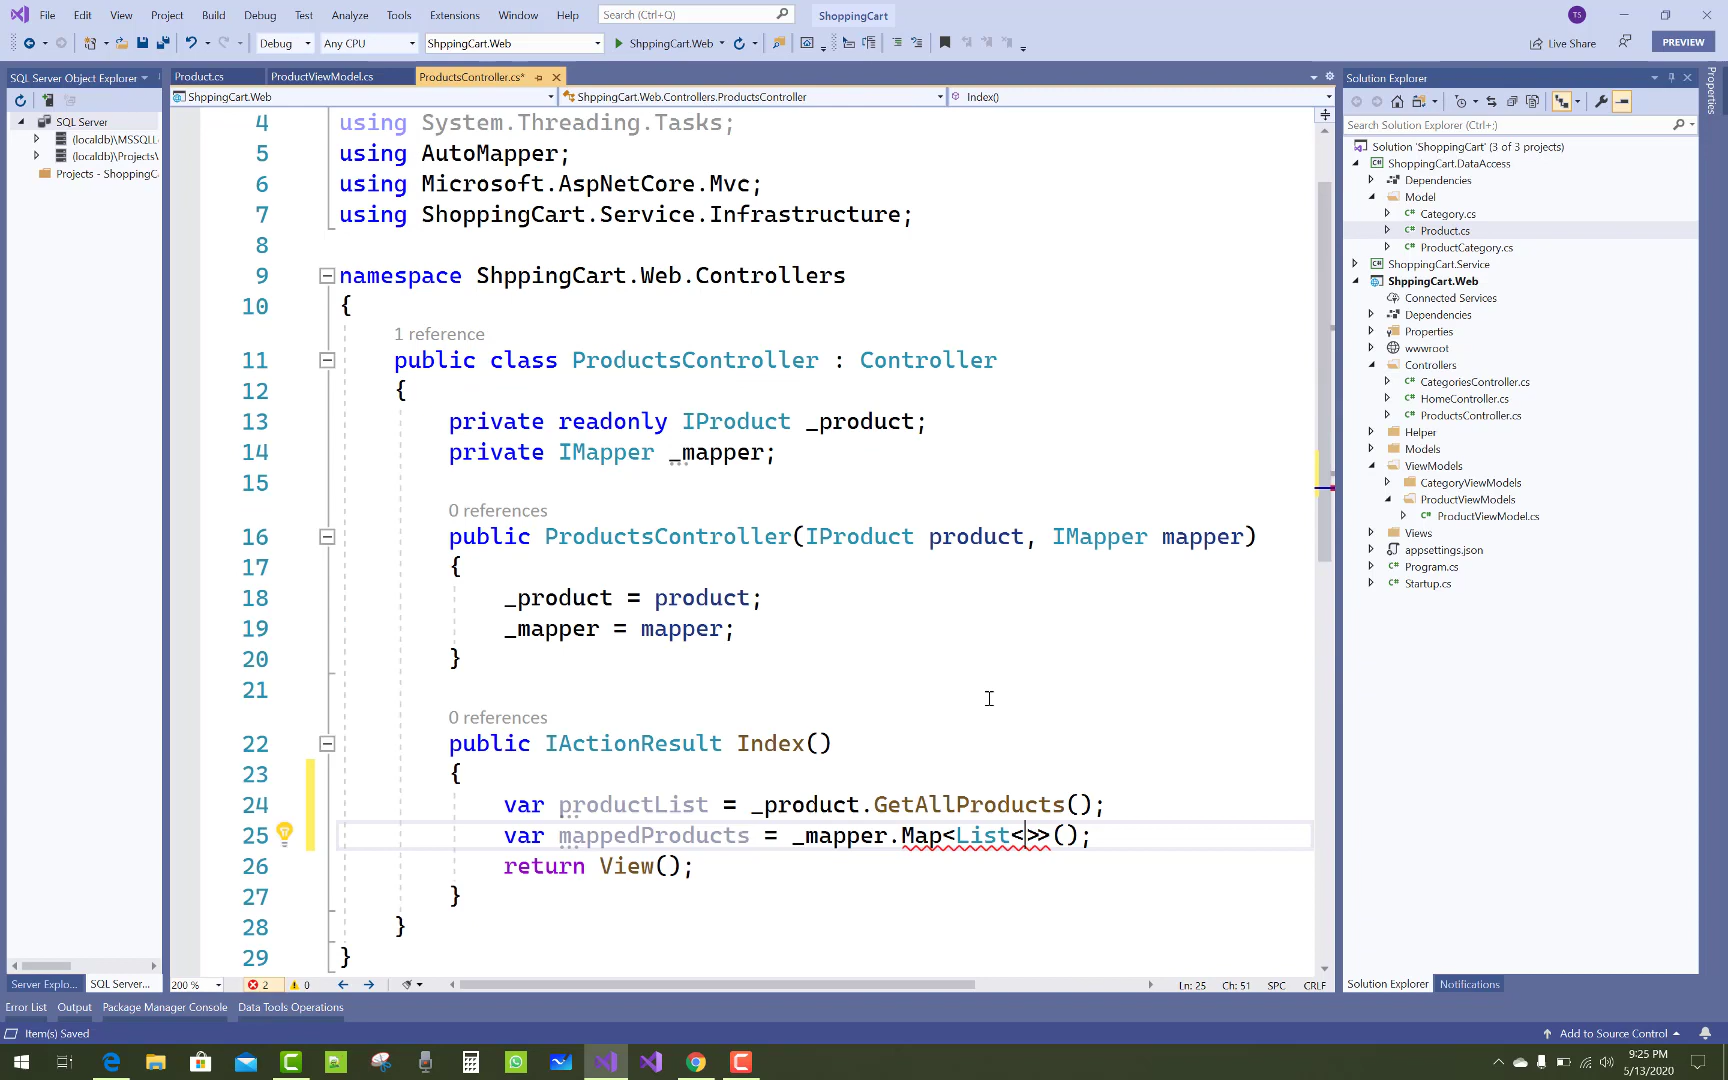 File Edit View Project Build Debug Test Analyze Tools Extensions Window Help Search (Ctrl+Q) ShoppingCart TS
Debug Any CPU ShppingCart.Web ShppingCart.Web Live Share PREVIEW
SQL Server Object Explorer
SQL Server
(localdb)\MSSQLL
(localdb)\Projects\
Projects - ShoppingC
Server Explo... SQL Server...
Product.cs ProductViewModel.cs ProductsController.cs*
ShppingCart.Web ShppingCart.Web.Controllers.ProductsController Index()
4 using System.Threading.Tasks;
5 using AutoMapper;
6 using Microsoft.AspNetCore.Mvc;
7 using ShoppingCart.Service.Infrastructure;
8
9 namespace ShppingCart.Web.Controllers
10 {
1 reference
11 public class ProductsController : Controller
12 {
13 private readonly IProduct _product;
14 private IMapper _mapper;
15
0 references
16 public ProductsController(IProduct product, IMapper mapper)
17 {
18 _product = product;
19 _mapper = mapper;
20 }
21
0 references
22 public IActionResult Index()
23 {
24 var productList = _product.GetAllProducts();
25 var mappedProducts = _mapper.Map<List<>>();
26 return View();
27 }
28 }
29 }
200 % 2 0 Ln: 25 Ch: 51 SPC CRLF
Solution Explorer
Search Solution Explorer (Ctrl+;)
Solution 'ShoppingCart' (3 of 3 projects)
ShoppingCart.DataAccess
Dependencies
Model
Category.cs
Product.cs
ProductCategory.cs
ShoppingCart.Service
ShppingCart.Web
Connected Services
Dependencies
Properties
wwwroot
Controllers
CategoriesController.cs
HomeController.cs
ProductsController.cs
Helper
Models
ViewModels
CategoryViewModels
ProductViewModels
ProductViewModel.cs
Views
appsettings.json
Program.cs
Startup.cs
Solution Explorer Notifications
Properties
Error List Output Package Manager Console Data Tools Operations
Item(s) Saved Add to Source Control
9:25 PM
5/13/2020